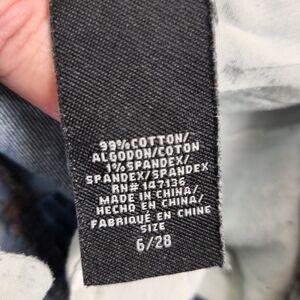 99% COTTON/
ALGODON/COTON
1% SPANDEX/
SPANDEX/SPANDEX
RN# 147136
MADE IN CHINA/
HECHO EN CHINA/
FABRIQUÉ EN CHINE
SIZE
6/28